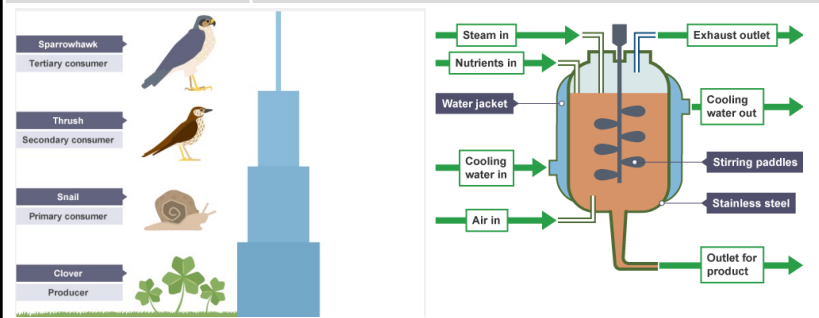 Sparrowhawk
Tertiary consumer
Thrush
Secondary consumer
Snail
Primary consumer
Clover
Producer
Steam in
Nutrients in
Water jacket
Cooling
water in
Air in
Exhaust outlet
Cooling
water out
Stirring paddles
Stainless steel
Outlet for
product